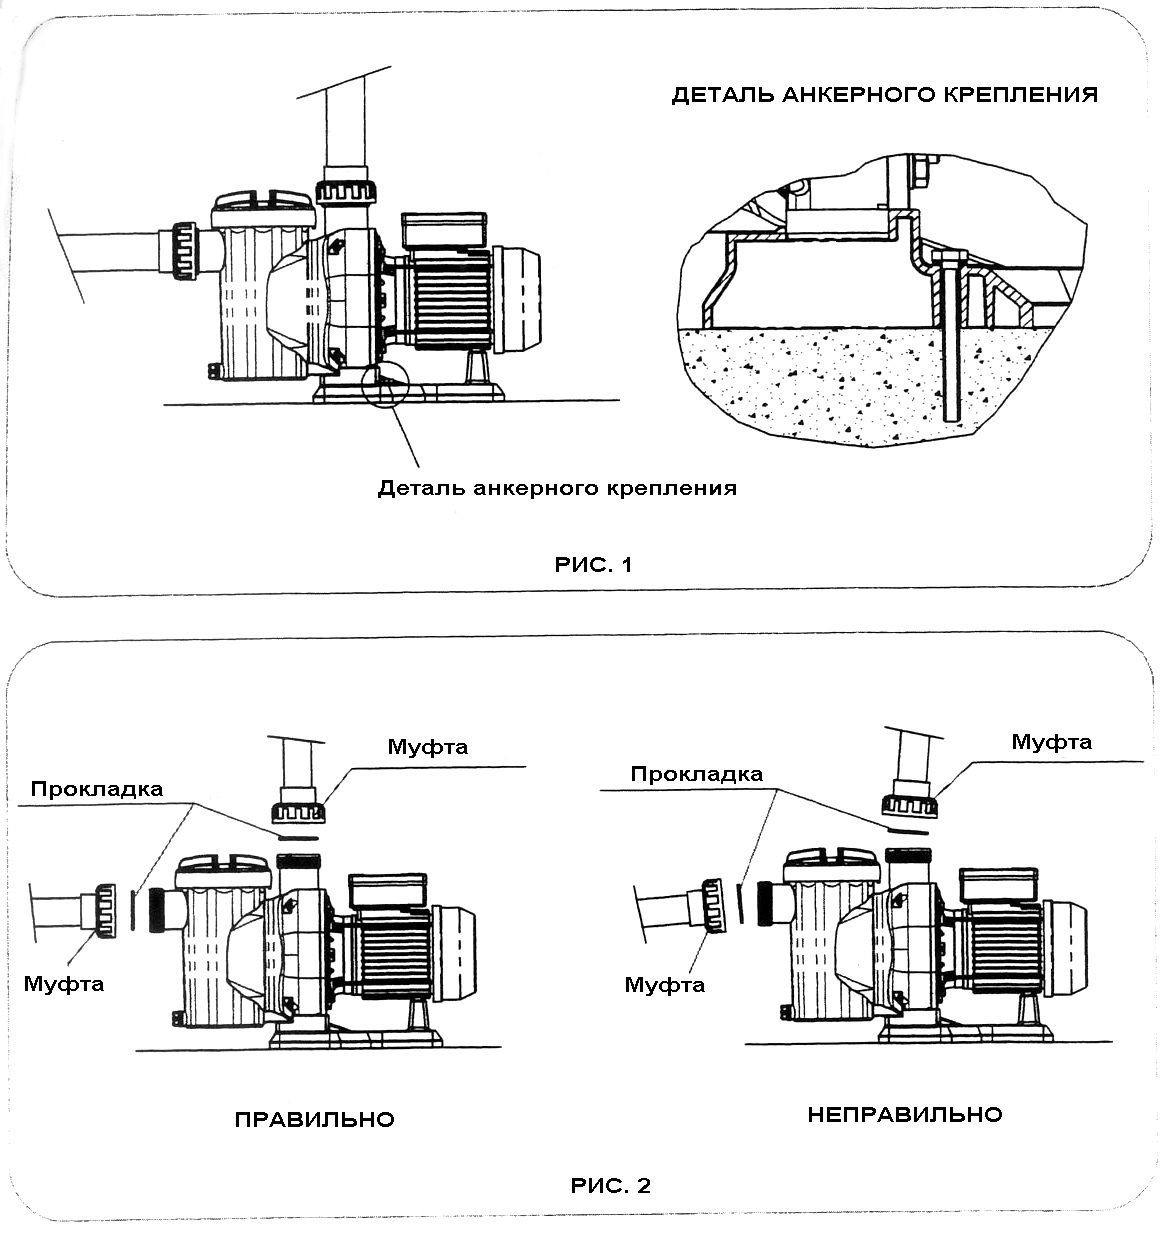 ДЕТАЛЬ АНКЕРНОГО КРЕПЛЕНИЯ
Деталь анкерного крепления
РИС. 1
Муфта
Прокладка
Муфта
ПРАВИЛЬНО
Муфта
Прокладка
Муфта
НЕПРАВИЛЬНО
РИС. 2